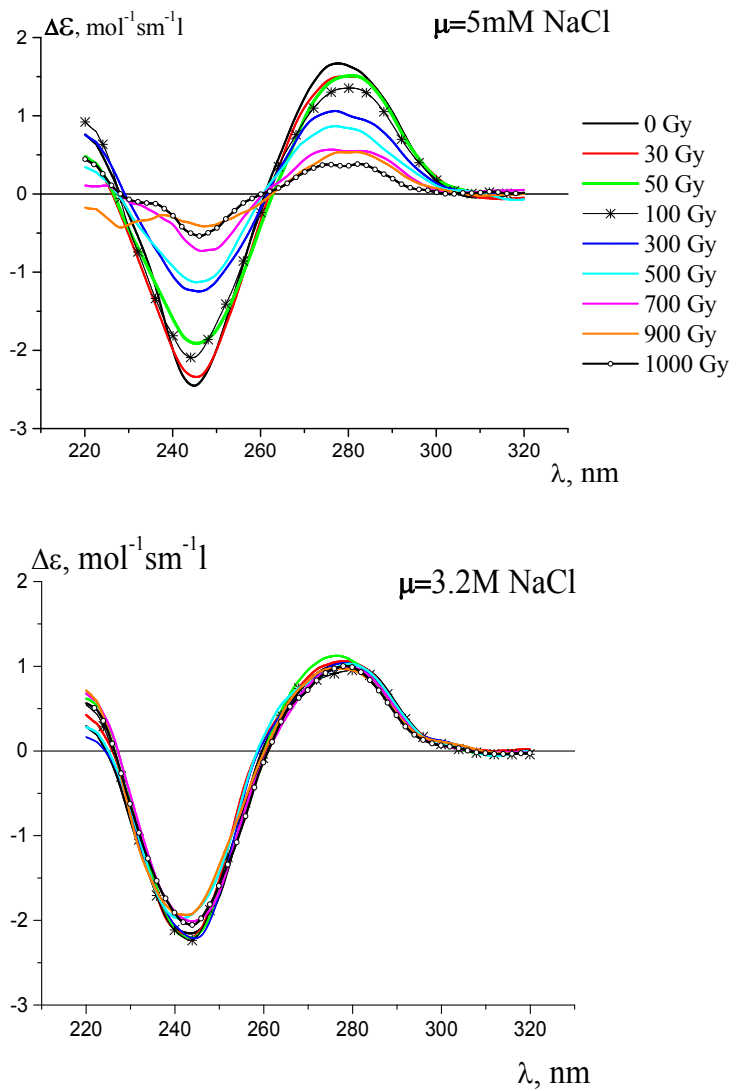 Δε, mol⁻¹sm⁻¹l
μ=5mM NaCl
2
1
0
-1
-2
-3
220 240 260 280 300 320
λ, nm
0 Gy
30 Gy
50 Gy
100 Gy
300 Gy
500 Gy
700 Gy
900 Gy
1000 Gy
Δε, mol⁻¹sm⁻¹l
μ=3.2M NaCl
2
1
0
-1
-2
-3
220 240 260 280 300 320
λ, nm